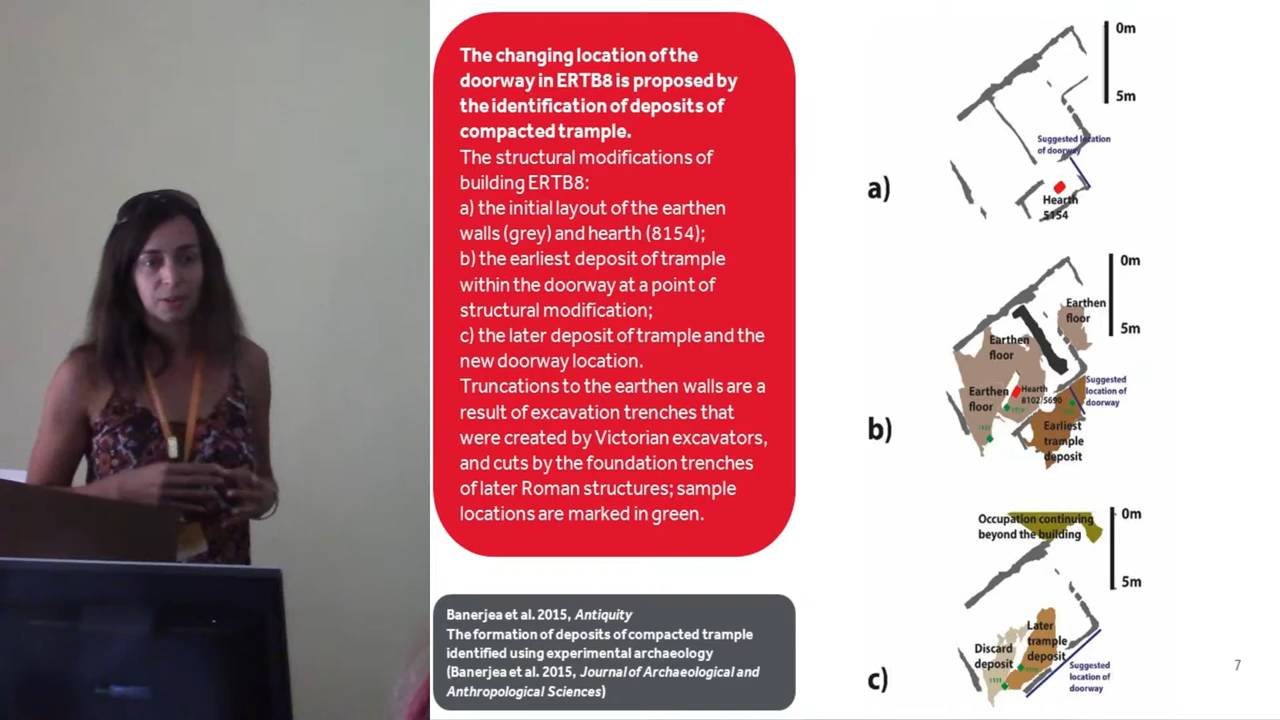 The changing location of the
doorway in ERTB8 is proposed by
the identification of deposits of
compacted trample.
The structural modifications of
building ERTB8:
a) the initial layout of the earthen
walls (grey) and hearth (8154);
b) the earliest deposit of trample
within the doorway at a point of
structural modification;
c) the later deposit of trample and the
new doorway location.
Truncations to the earthen walls are a
result of excavation trenches that
were created by Victorian excavators,
and cuts by the foundation trenches
of later Roman structures; sample
locations are marked in green.
Banerjea et al. 2015, Antiquity
The formation of deposits of compacted trample
identified using experimental archaeology
(Banerjea et al. 2015, Journal of Archaeological and
Anthropological Sciences)
0m
5m
Suggested location
of doorway
a)
Hearth
5154
0m
Earthen
floor
5m
Earthen
floor
Suggested
location of
doorway
Earthen
floor
Hearth
8102/5690
b)
Earliest
trample
deposit
Occupation continuing
beyond the building
0m
5m
Later
trample
deposit
Discard
deposit
Suggested
location of
doorway
c)
7